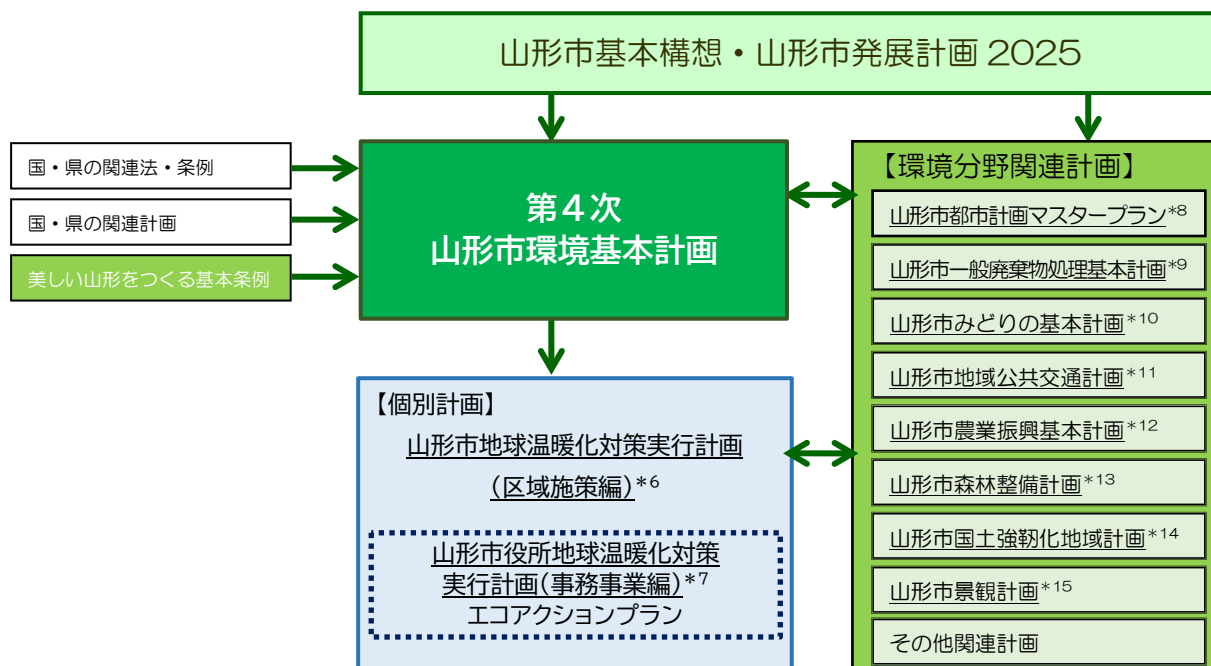 山形市基本構想・山形市発展計画 2025
国・県の関連法・条例
国・県の関連計画
美しい山形をつくる基本条例
第４次
山形市環境基本計画
【個別計画】
山形市地球温暖化対策実行計画
（区域施策編）*6
山形市役所地球温暖化対策
実行計画（事務事業編）*7
エコアクションプラン
【環境分野関連計画】
山形市都市計画マスタープラン*8
山形市一般廃棄物処理基本計画*9
山形市みどりの基本計画*10
山形市地域公共交通計画*11
山形市農業振興基本計画*12
山形市森林整備計画*13
山形市国土強靭化地域計画*14
山形市景観計画*15
その他関連計画